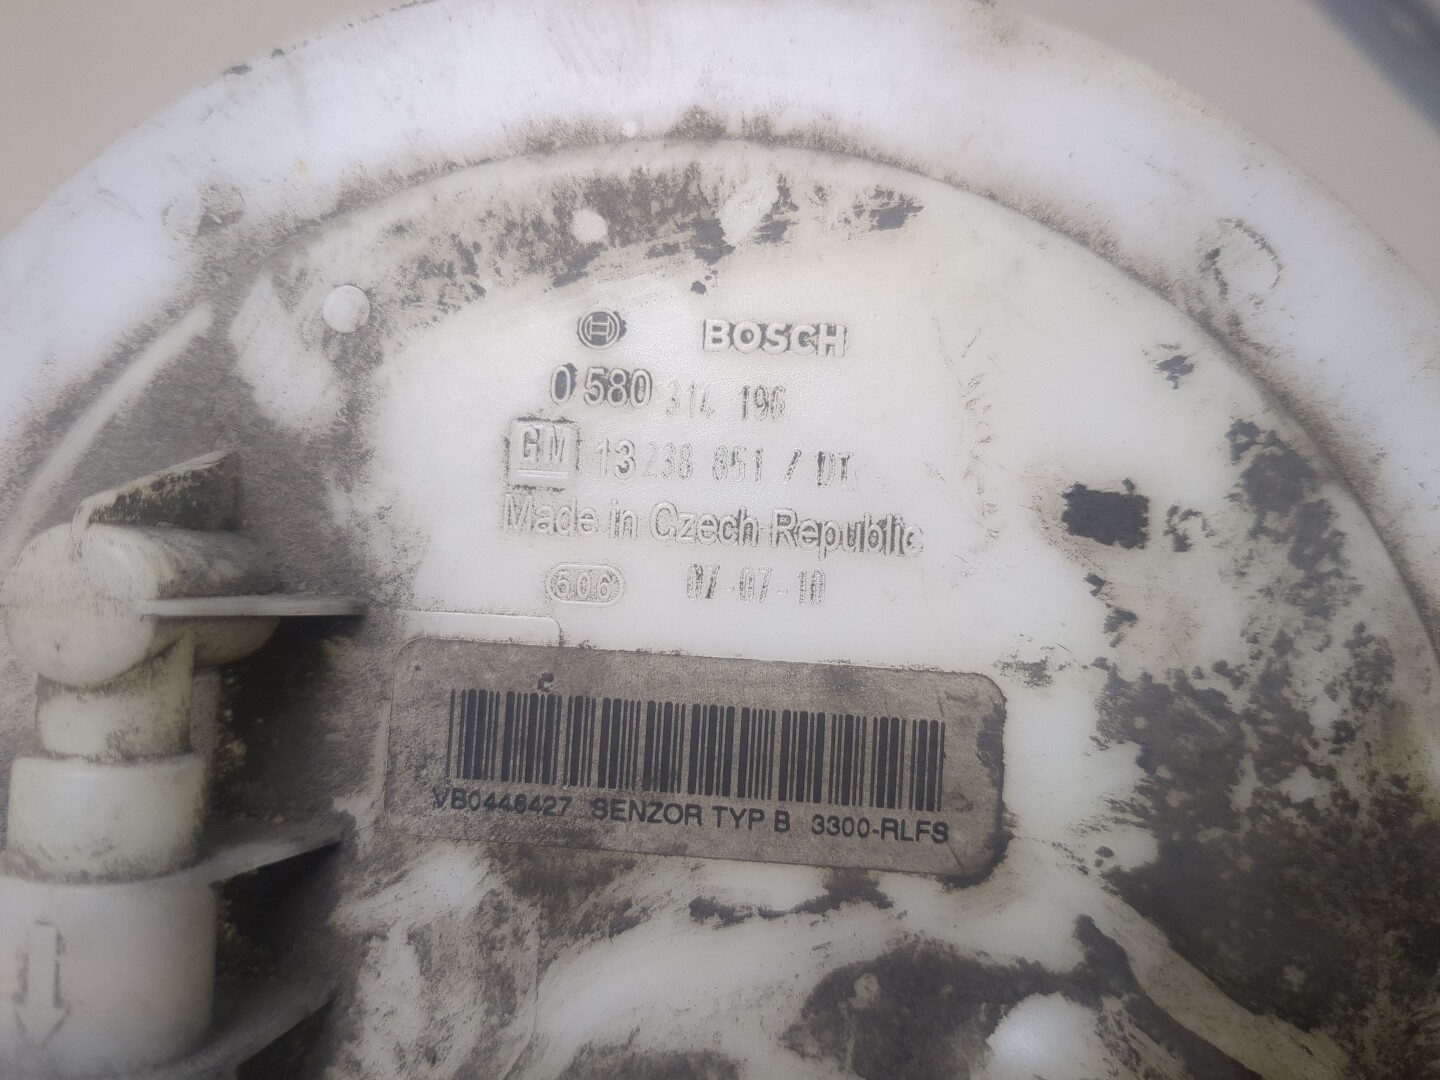 BOSCH
0 580 314 196
GM 13 238 851 / DT
Made in Czech Republic
506 07-07-10
VB0446427 SENZOR TYP B 3300-RLFS